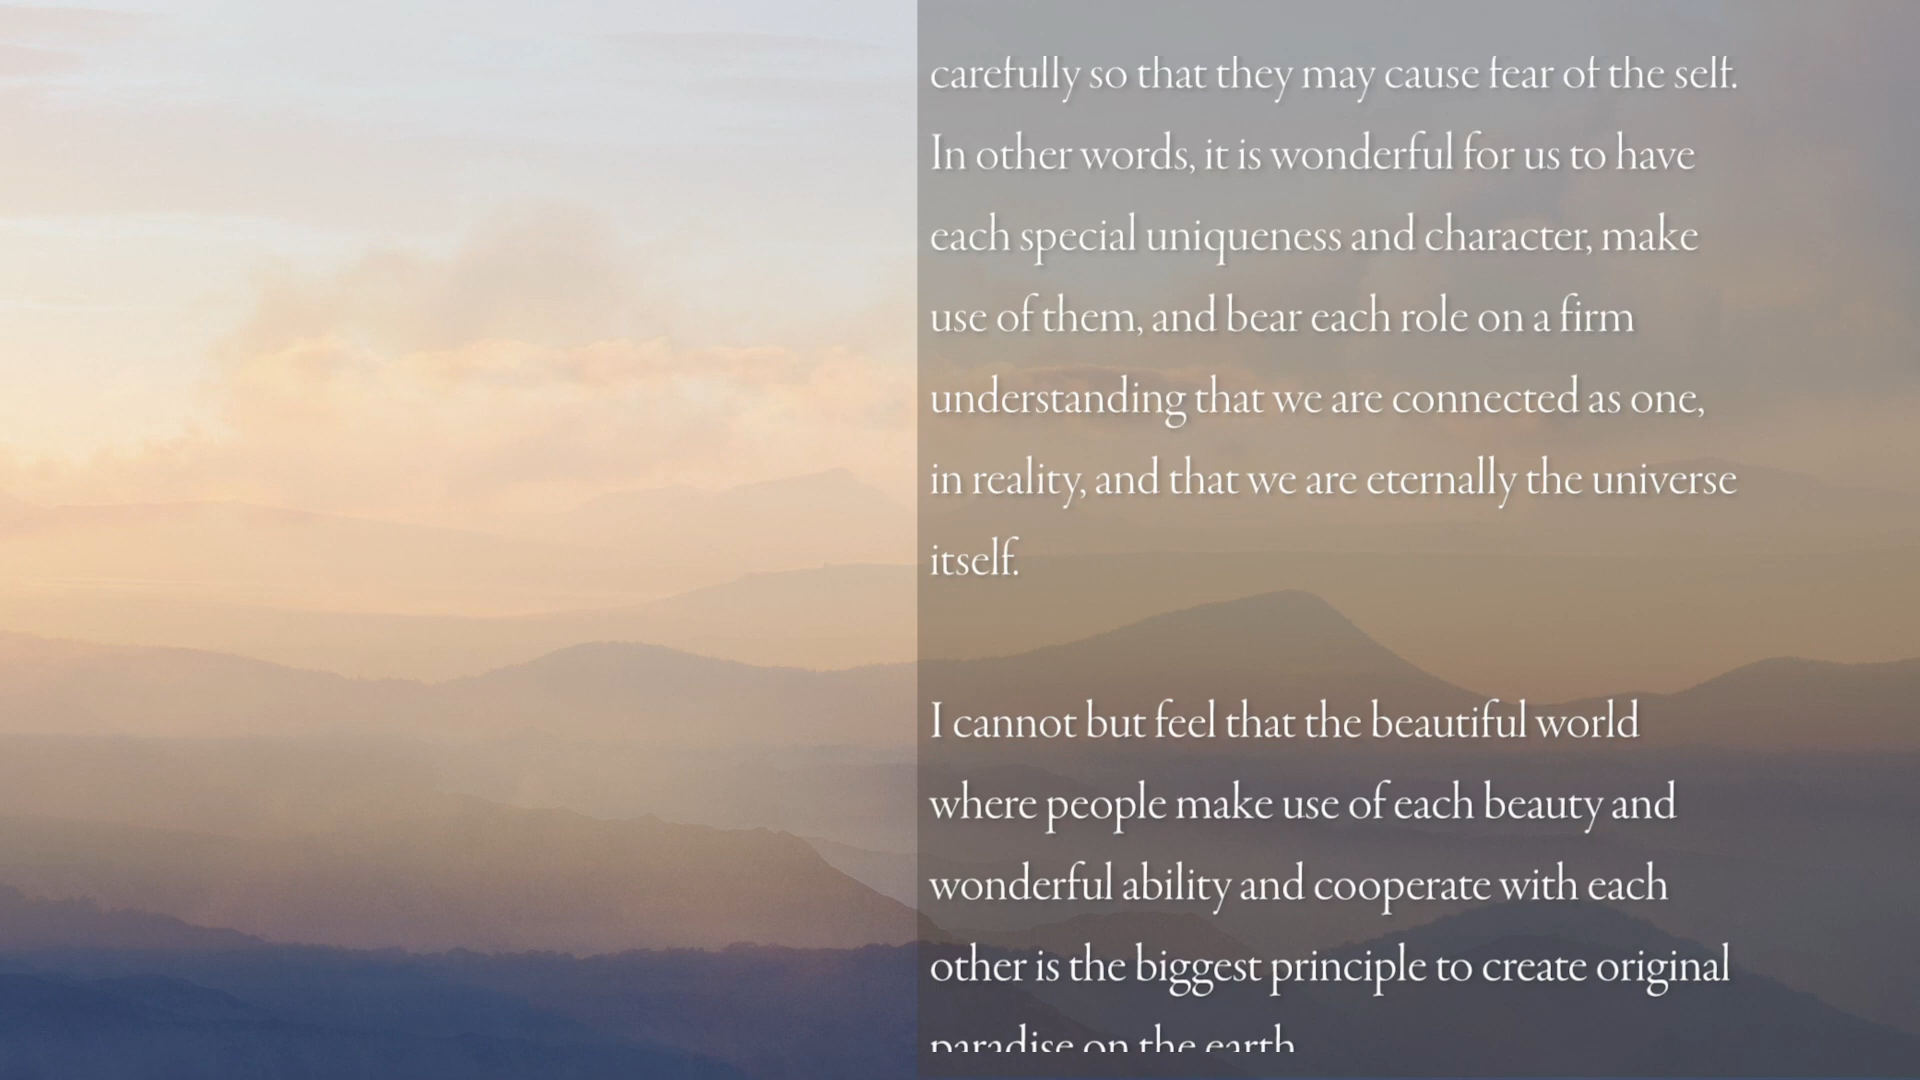 carefully so that they may cause fear of the self.
In other words, it is wonderful for us to have
each special uniqueness and character, make
use of them, and bear each role on a firm
understanding that we are connected as one,
in reality, and that we are eternally the universe
itself.
I cannot but feel that the beautiful world
where people make use of each beauty and
wonderful ability and cooperate with each
other is the biggest principle to create original
paradise on the earth